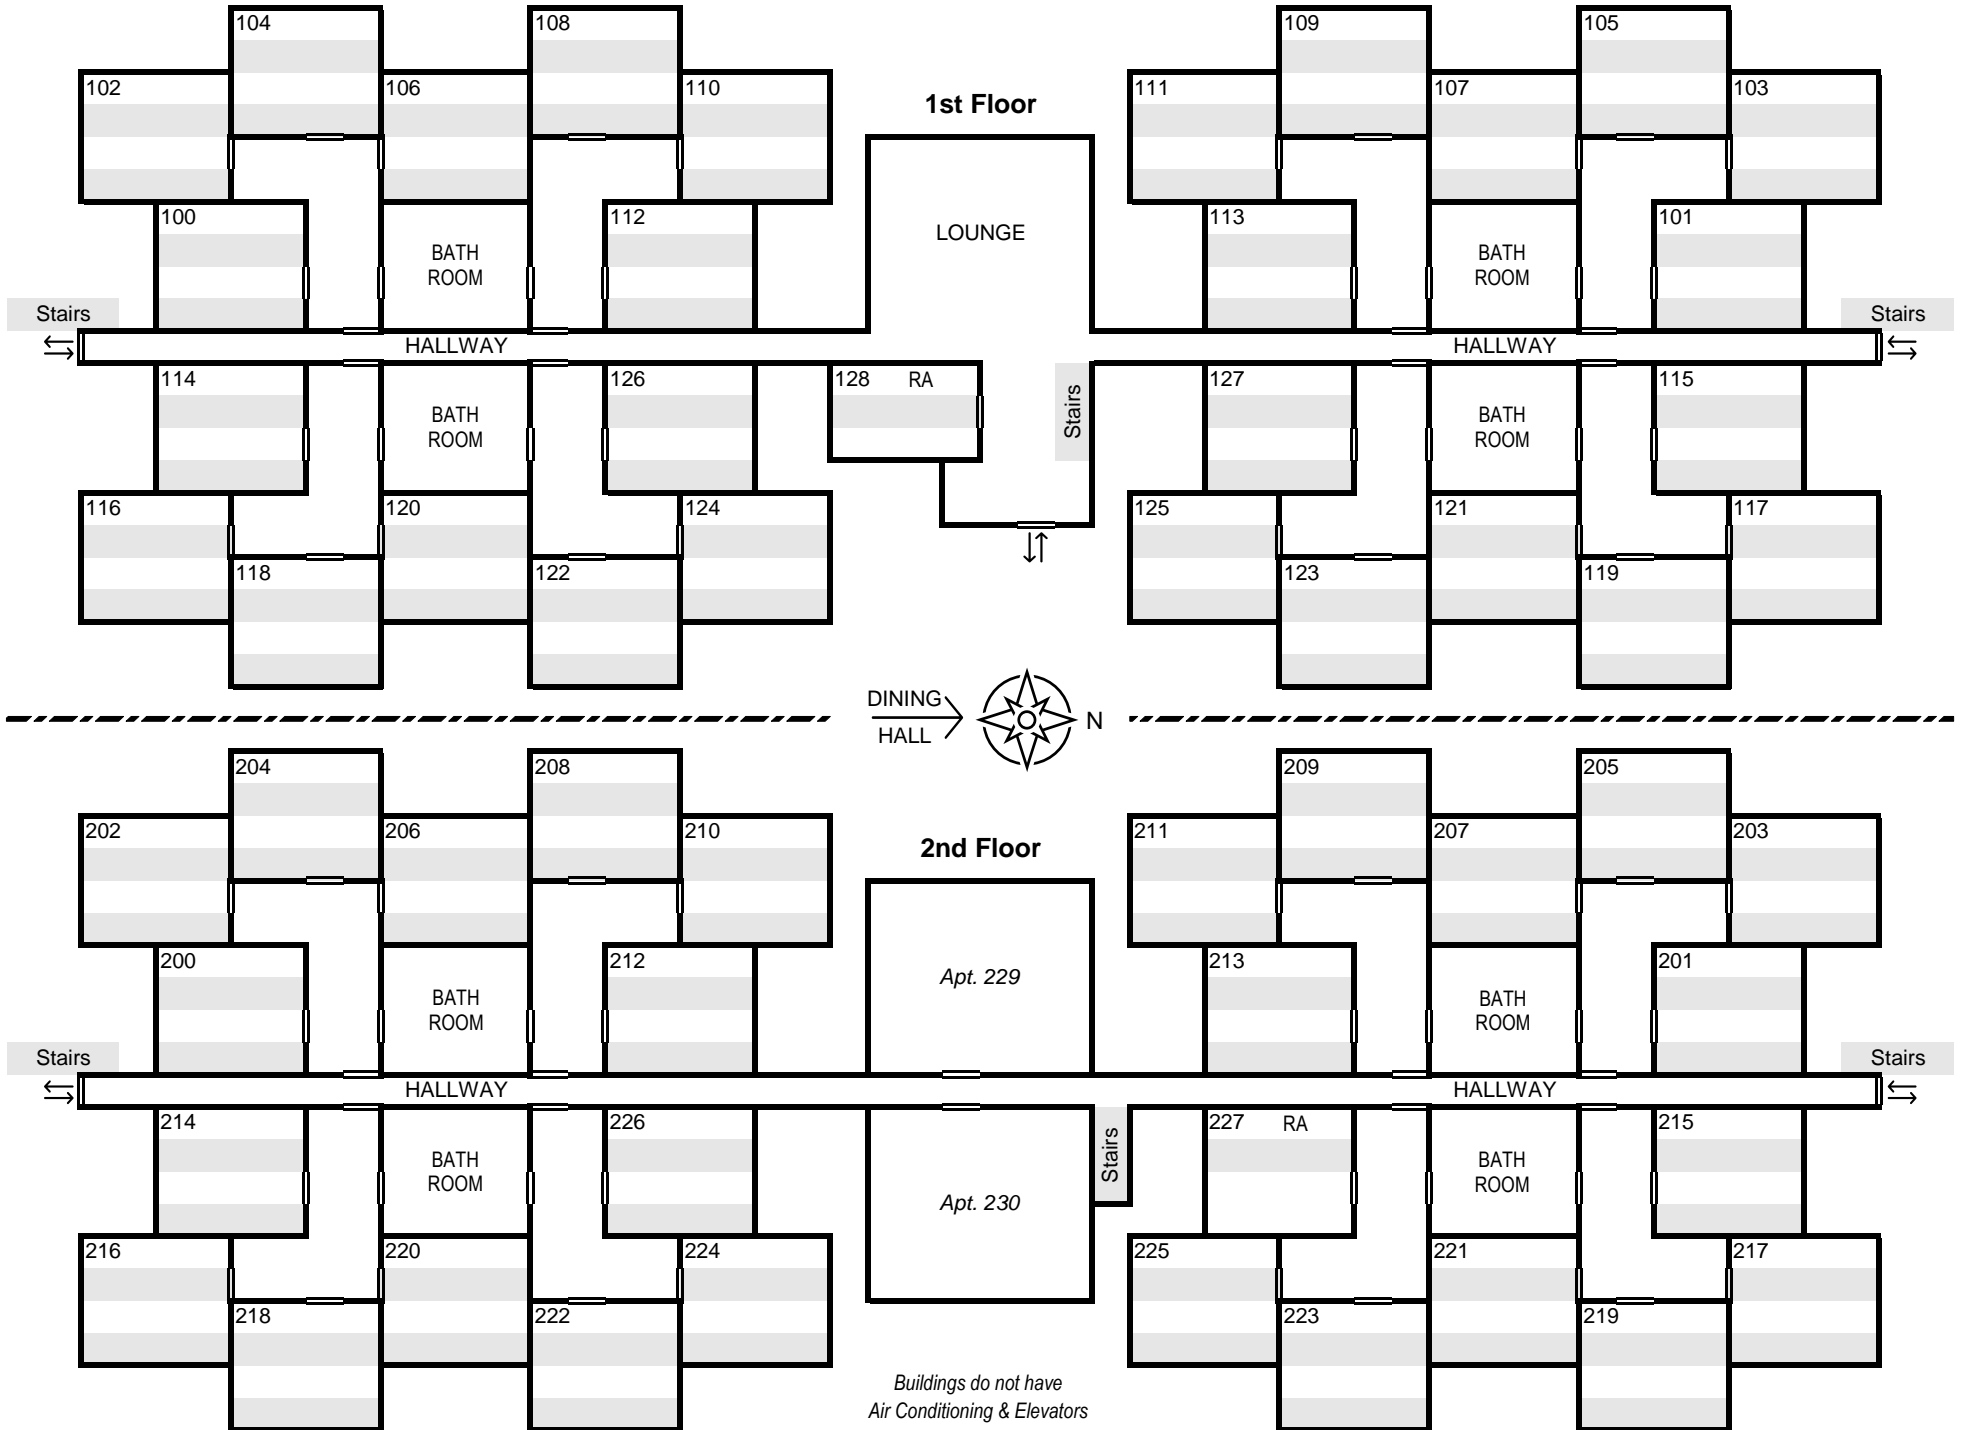 104 108 109 105
102 106 110 111 107 103
1st Floor
100 112 113 101
BATH
ROOM
LOUNGE
BATH
ROOM
Stairs Stairs
HALLWAY HALLWAY
114 126 128 RA 127 115
Stairs
BATH
ROOM
BATH
ROOM
116 120 124 125 121 117
118 122 123 119
DINING
HALL
N
204 208 209 205
202 206 210 211 207 203
2nd Floor
200 212 213 201
Apt. 229
BATH
ROOM
BATH
ROOM
Stairs Stairs
HALLWAY HALLWAY
214 226 227 RA 215
Stairs
BATH
ROOM
BATH
ROOM
Apt. 230
216 220 224 225 221 217
218 222 223 219
Buildings do not have
Air Conditioning & Elevators